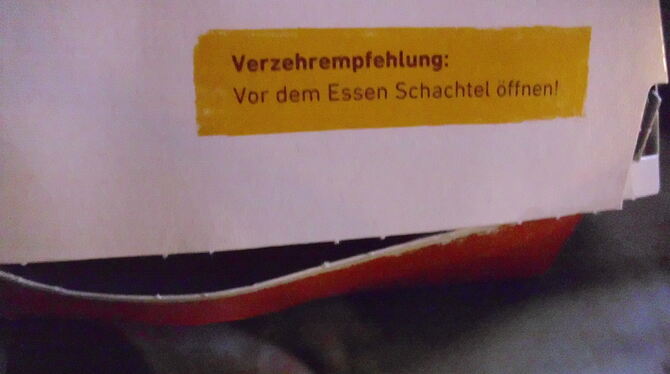 Verzehrempfehlung:
Vor dem Essen Schachtel öffnen!